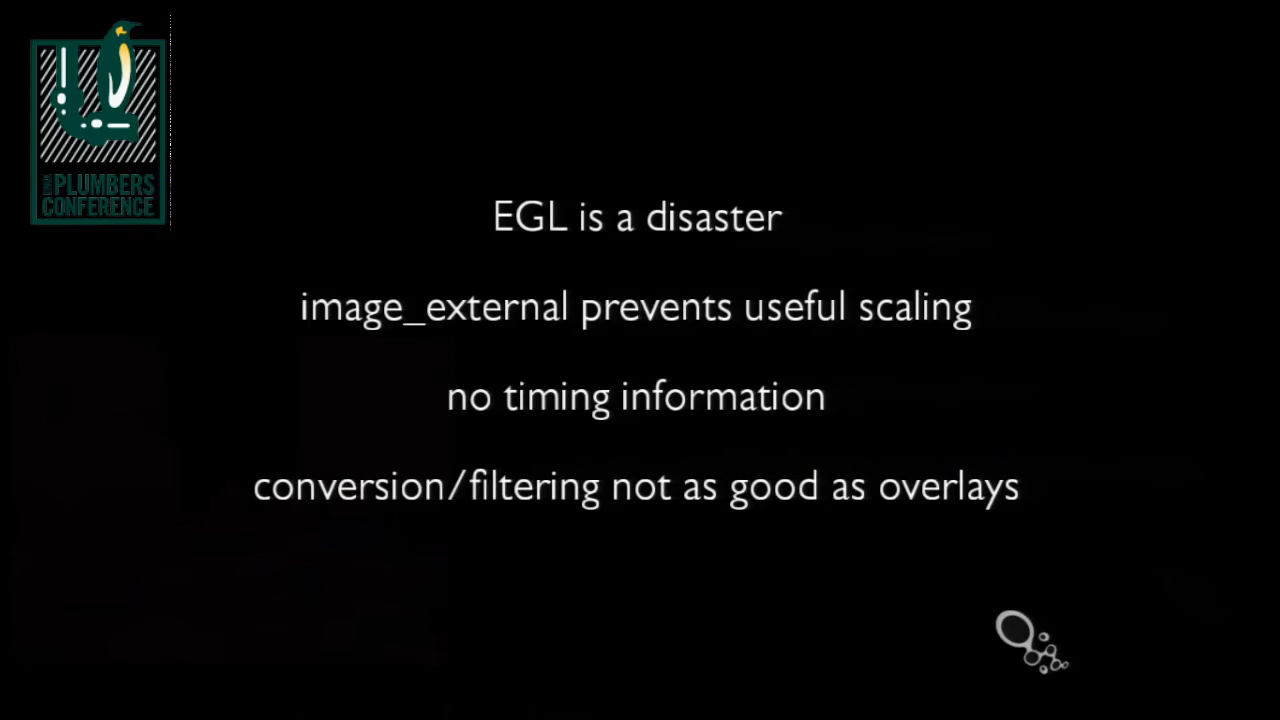 LINUX PLUMBERS
CONFERENCE
EGL is a disaster
image_external prevents useful scaling
no timing information
conversion/filtering not as good as overlays